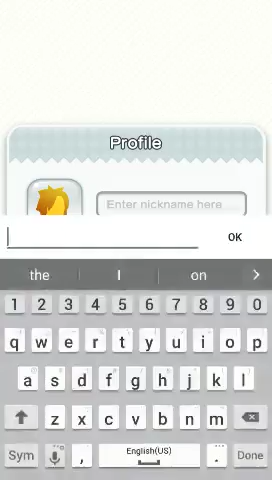 Profile
Enter nickname here
OK
the I on
1 2 3 4 5 6 7 8 9 0
q w e r t y u i o p
a s d f g h j k l
z x c v b n m
Sym , English(US) . Done